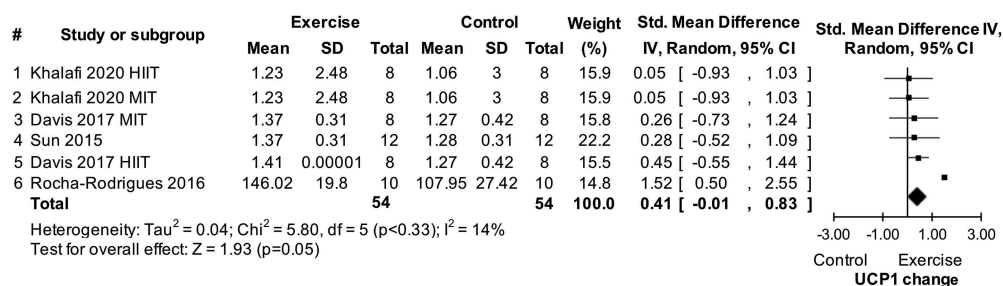 Exercise Control Weight Std. Mean Difference Std. Mean Difference IV,
# Study or subgroup Mean SD Total Mean SD Total (%) IV, Random, 95% CI Random, 95% CI
1 Khalafi 2020 HIIT 1.23 2.48 8 1.06 3 8 15.9 0.05 [ -0.93 , 1.03 ]
2 Khalafi 2020 MIT 1.23 2.48 8 1.06 3 8 15.9 0.05 [ -0.93 , 1.03 ]
3 Davis 2017 MIT 1.37 0.31 8 1.27 0.42 8 15.8 0.26 [ -0.73 , 1.24 ]
4 Sun 2015 1.37 0.31 12 1.28 0.31 12 22.2 0.28 [ -0.52 , 1.09 ]
5 Davis 2017 HIIT 1.41 0.00001 8 1.27 0.42 8 15.5 0.45 [ -0.55 , 1.44 ]
6 Rocha-Rodrigues 2016 146.02 19.8 10 107.95 27.42 10 14.8 1.52 [ 0.50 , 2.55 ]
Total 54 54 100.0 0.41 [ -0.01 , 0.83 ]
Heterogeneity: Tau² = 0.04; Chi² = 5.80, df = 5 (p<0.33); I² = 14%
Test for overall effect: Z = 1.93 (p=0.05)
-3.00 -1.00 1.00 3.00
Control Exercise
UCP1 change